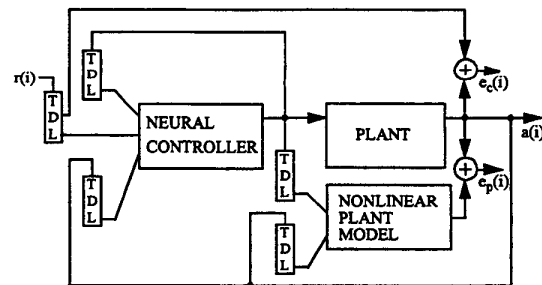 r(i)
T
D
L
T
D
L
T
D
L
NEURAL
CONTROLLER
PLANT
T
D
L
T
D
L
NONLINEAR
PLANT
MODEL
e_c(i)
a(i)
e_p(i)